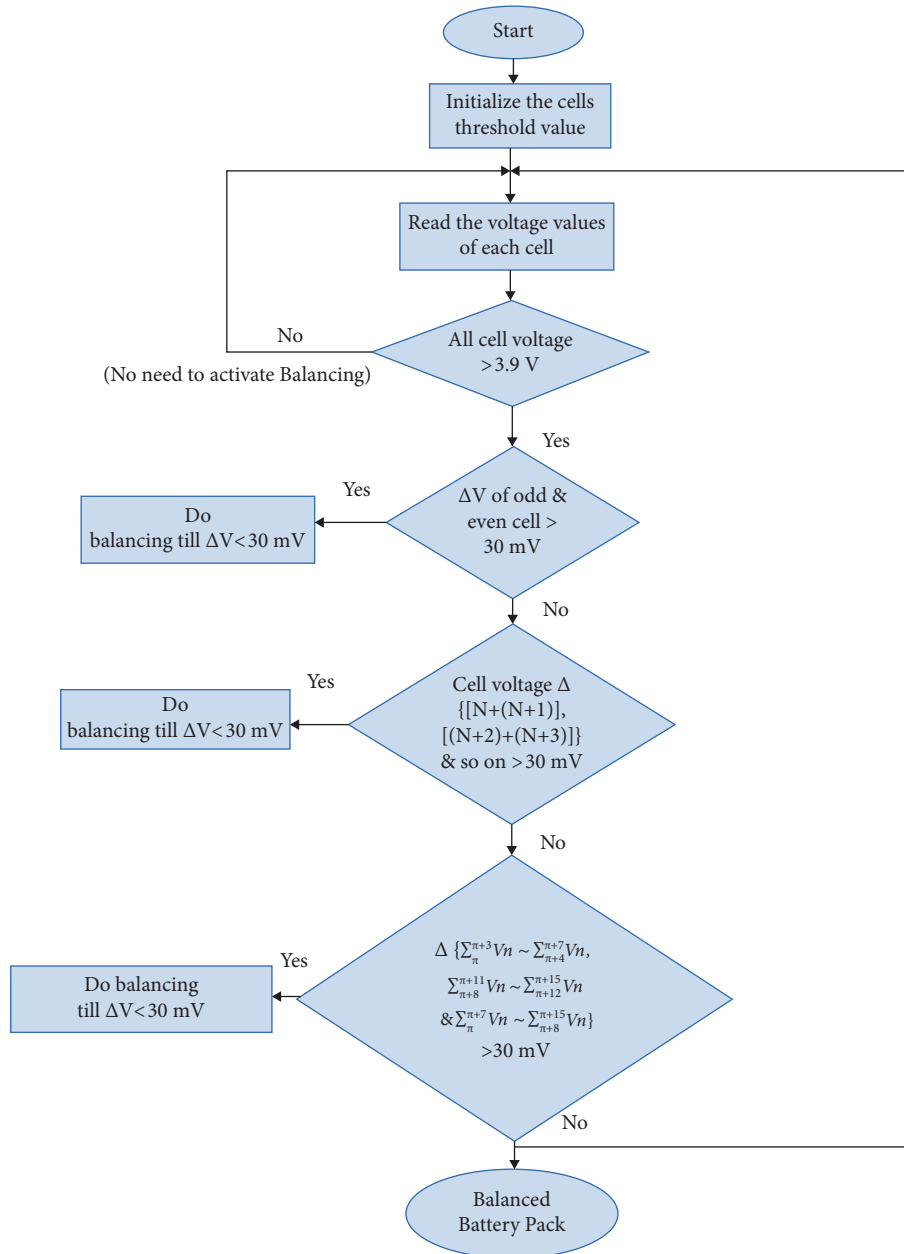 Start
Initialize the cells
threshold value
Read the voltage values
of each cell
No
All cell voltage
>3.9 V
(No need to activate Balancing)
Yes
Yes
ΔV of odd &
even cell >
30 mV
Do
balancing till ΔV<30 mV
No
Yes
Cell voltage Δ
{[N+(N+1)],
[(N+2)+(N+3)]}
& so on >30 mV
Do
balancing till ΔV<30 mV
No
Δ {∑_π^{π+3} Vn ~ ∑_{π+4}^{π+7} Vn,
∑_{π+8}^{π+11} Vn ~ ∑_{π+12}^{π+15} Vn
&∑_π^{π+7} Vn ~ ∑_{π+8}^{π+15} Vn}
>30 mV
Yes
Do balancing
till ΔV<30 mV
No
Balanced
Battery Pack